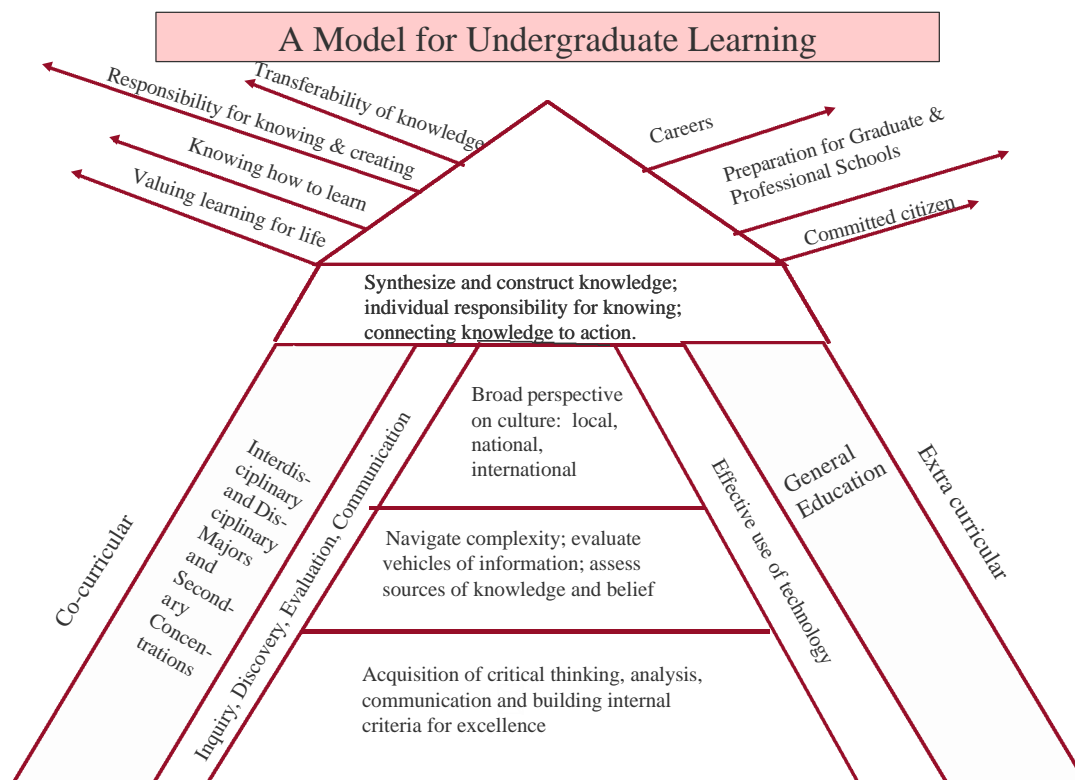 A Model for Undergraduate Learning
Transferability of knowledge
Responsibility for knowing & creating
Knowing how to learn
Valuing learning for life
Careers
Preparation for Graduate &
Professional Schools
Committed citizen
Synthesize and construct knowledge;
individual responsibility for knowing;
connecting knowledge to action.
Co-curricular
Interdis-
ciplinary
and Dis-
ciplinary
Majors
and
Second-
ary
Concen-
trations
Inquiry, Discovery, Evaluation, Communication
Broad perspective
on culture:  local,
national,
international
Navigate complexity; evaluate
vehicles of information; assess
sources of knowledge and belief
Acquisition of critical thinking, analysis,
communication and building internal
criteria for excellence
Effective use of technology
General
Education
Extra curricular